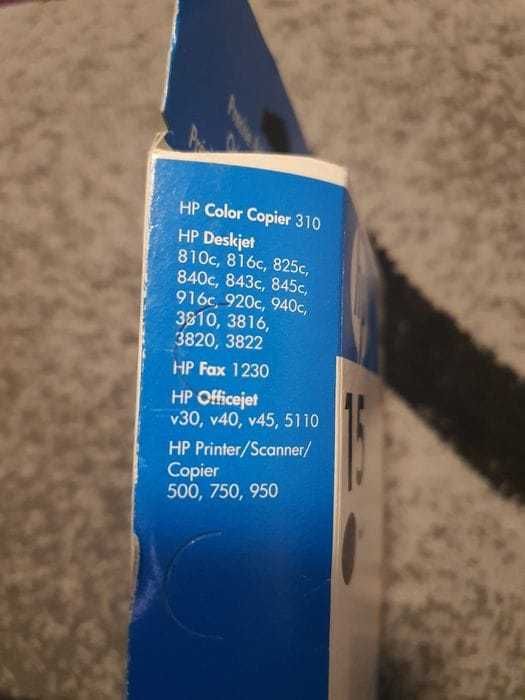 HP Color Copier 310
HP Deskjet
810c, 816c, 825c,
840c, 843c, 845c,
916c, 920c, 940c,
3810, 3816,
3820, 3822
HP Fax 1230
HP Officejet
v30, v40, v45, 5110
HP Printer/Scanner/
Copier
500, 750, 950
15